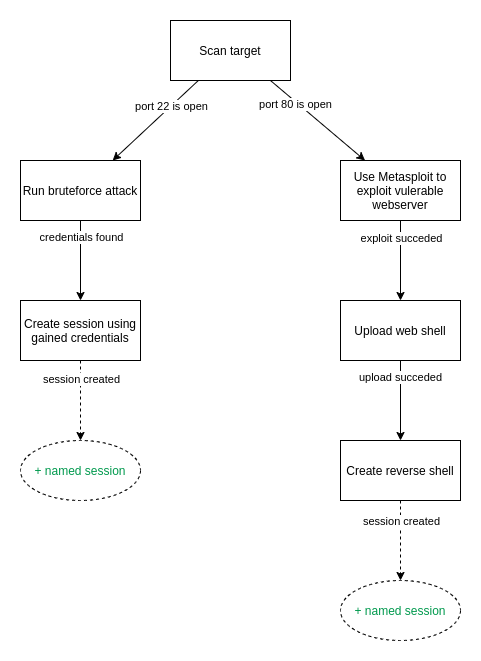 Scan target
port 22 is open
port 80 is open
Run bruteforce attack
Use Metasploit to
exploit vulerable
webserver
credentials found
exploit succeded
Create session using
gained credentials
Upload web shell
session created
upload succeded
+ named session
Create reverse shell
session created
+ named session